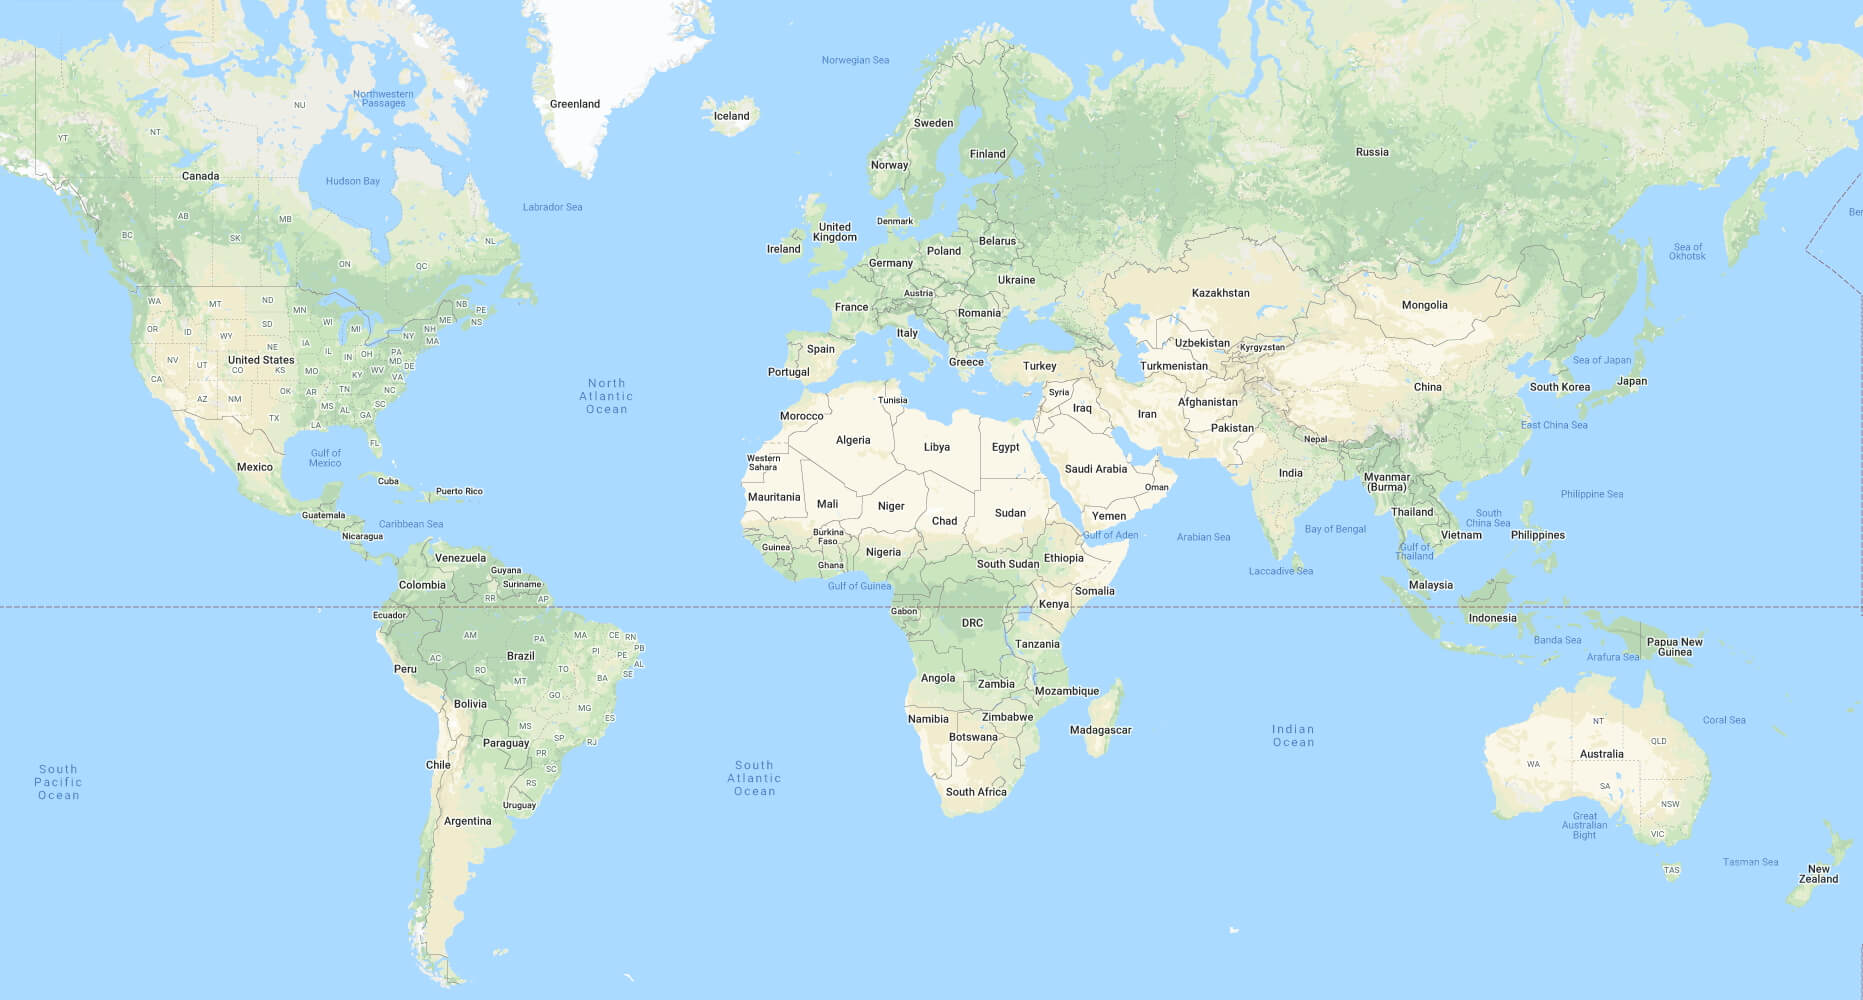 Norwegian Sea
Greenland
Northwestern
Passages
NU
Iceland
Sweden
NT
YT
Finland
Russia
Norway
Canada
Hudson Bay
Labrador Sea
Ber
AB
MB
Denmark
United
Kingdom
BC
SK
NL
Ireland
Belarus
Poland
Sea of
Okhotsk
ON
QC
Germany
Ukraine
Austria
Kazakhstan
WA
MT
ND
NB
PE
France
Romania
Mongolia
MN
ME
NS
OR
ID
WY
SD
WI
MI
NH
NY
MA
Italy
Uzbekistan
Kyrgyzstan
NE
IA
Spain
NV
UT
United States
CO
KS
IL
IN
OH
PA
MD
DE
Greece
Turkey
Turkmenistan
Sea of Japan
Portugal
CA
MO
KY
WV
VA
North
Atlantic
Ocean
China
South Korea
Japan
AZ
NM
OK
AR
TN
NC
MS
AL
GA
SC
Tunisia
Syria
Iraq
Iran
Afghanistan
TX
LA
Morocco
East China Sea
Pakistan
FL
Algeria
Libya
Egypt
Nepal
Gulf of
Mexico
Western
Sahara
Mexico
Saudi Arabia
India
Myanmar
(Burma)
Cuba
Puerto Rico
Oman
Philippine Sea
Mauritania
Mali
Niger
Chad
Sudan
Guatemala
Yemen
Thailand
South
China Sea
Caribbean Sea
Nicaragua
Burkina
Faso
Gulf of Aden
Arabian Sea
Bay of Bengal
Vietnam
Philippines
Guinea
Nigeria
Gulf of
Thailand
Venezuela
Ghana
South Sudan
Ethiopia
Laccadive Sea
Guyana
Colombia
Suriname
Gulf of Guinea
Malaysia
Somalia
RR
AP
Kenya
Ecuador
Gabon
Indonesia
DRC
AM
PA
MA
CE
RN
PB
Tanzania
Banda Sea
Papua New
Guinea
AC
Brazil
PI
PE
AL
Arafura Sea
Peru
RO
TO
BA
SE
MT
Angola
Zambia
Mozambique
GO
Bolivia
MG
ES
Namibia
Zimbabwe
NT
Coral Sea
MS
Madagascar
Indian
Ocean
Paraguay
SP
RJ
Botswana
QLD
PR
Australia
Chile
South
Pacific
Ocean
SC
South
Atlantic
Ocean
WA
RS
SA
South Africa
Uruguay
NSW
Argentina
Great
Australian
Bight
VIC
Tasman Sea
TAS
New
Zealand